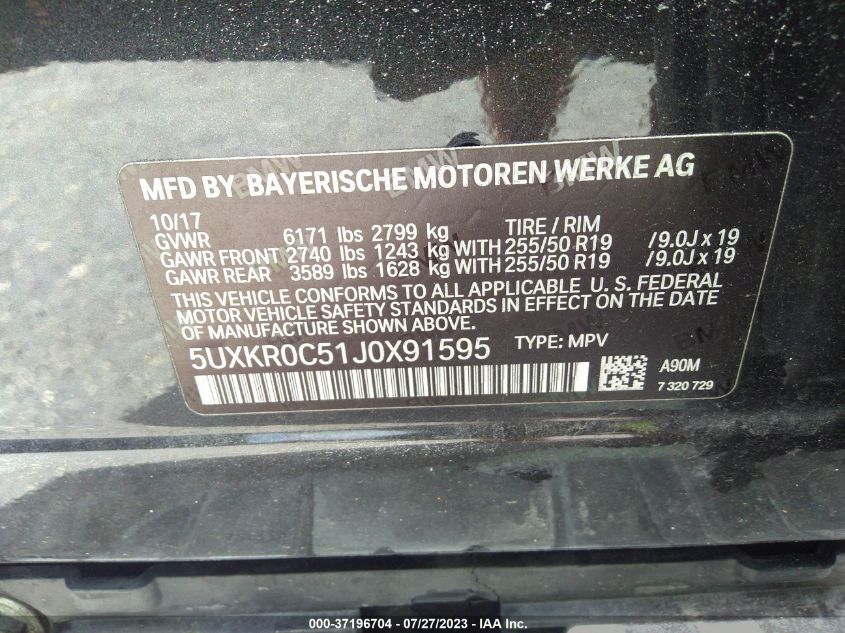 MFD BY BAYERISCHE MOTOREN WERKE AG
10/17 TIRE / RIM
GVWR 6171 lbs 2799 kg
GAWR FRONT 2740 lbs 1243 kg WITH 255/50 R19 /9.0J x 19
GAWR REAR 3589 lbs 1628 kg WITH 255/50 R19 /9.0J x 19
THIS VEHICLE CONFORMS TO ALL APPLICABLE U. S. FEDERAL
MOTOR VEHICLE SAFETY STANDARDS IN EFFECT ON THE DATE
OF MANUFACTURE SHOWN ABOVE.
5UXKR0C51J0X91595 TYPE: MPV
A90M
7 320 729
000-37196704 / 07/27/2023 - © IAA Inc.